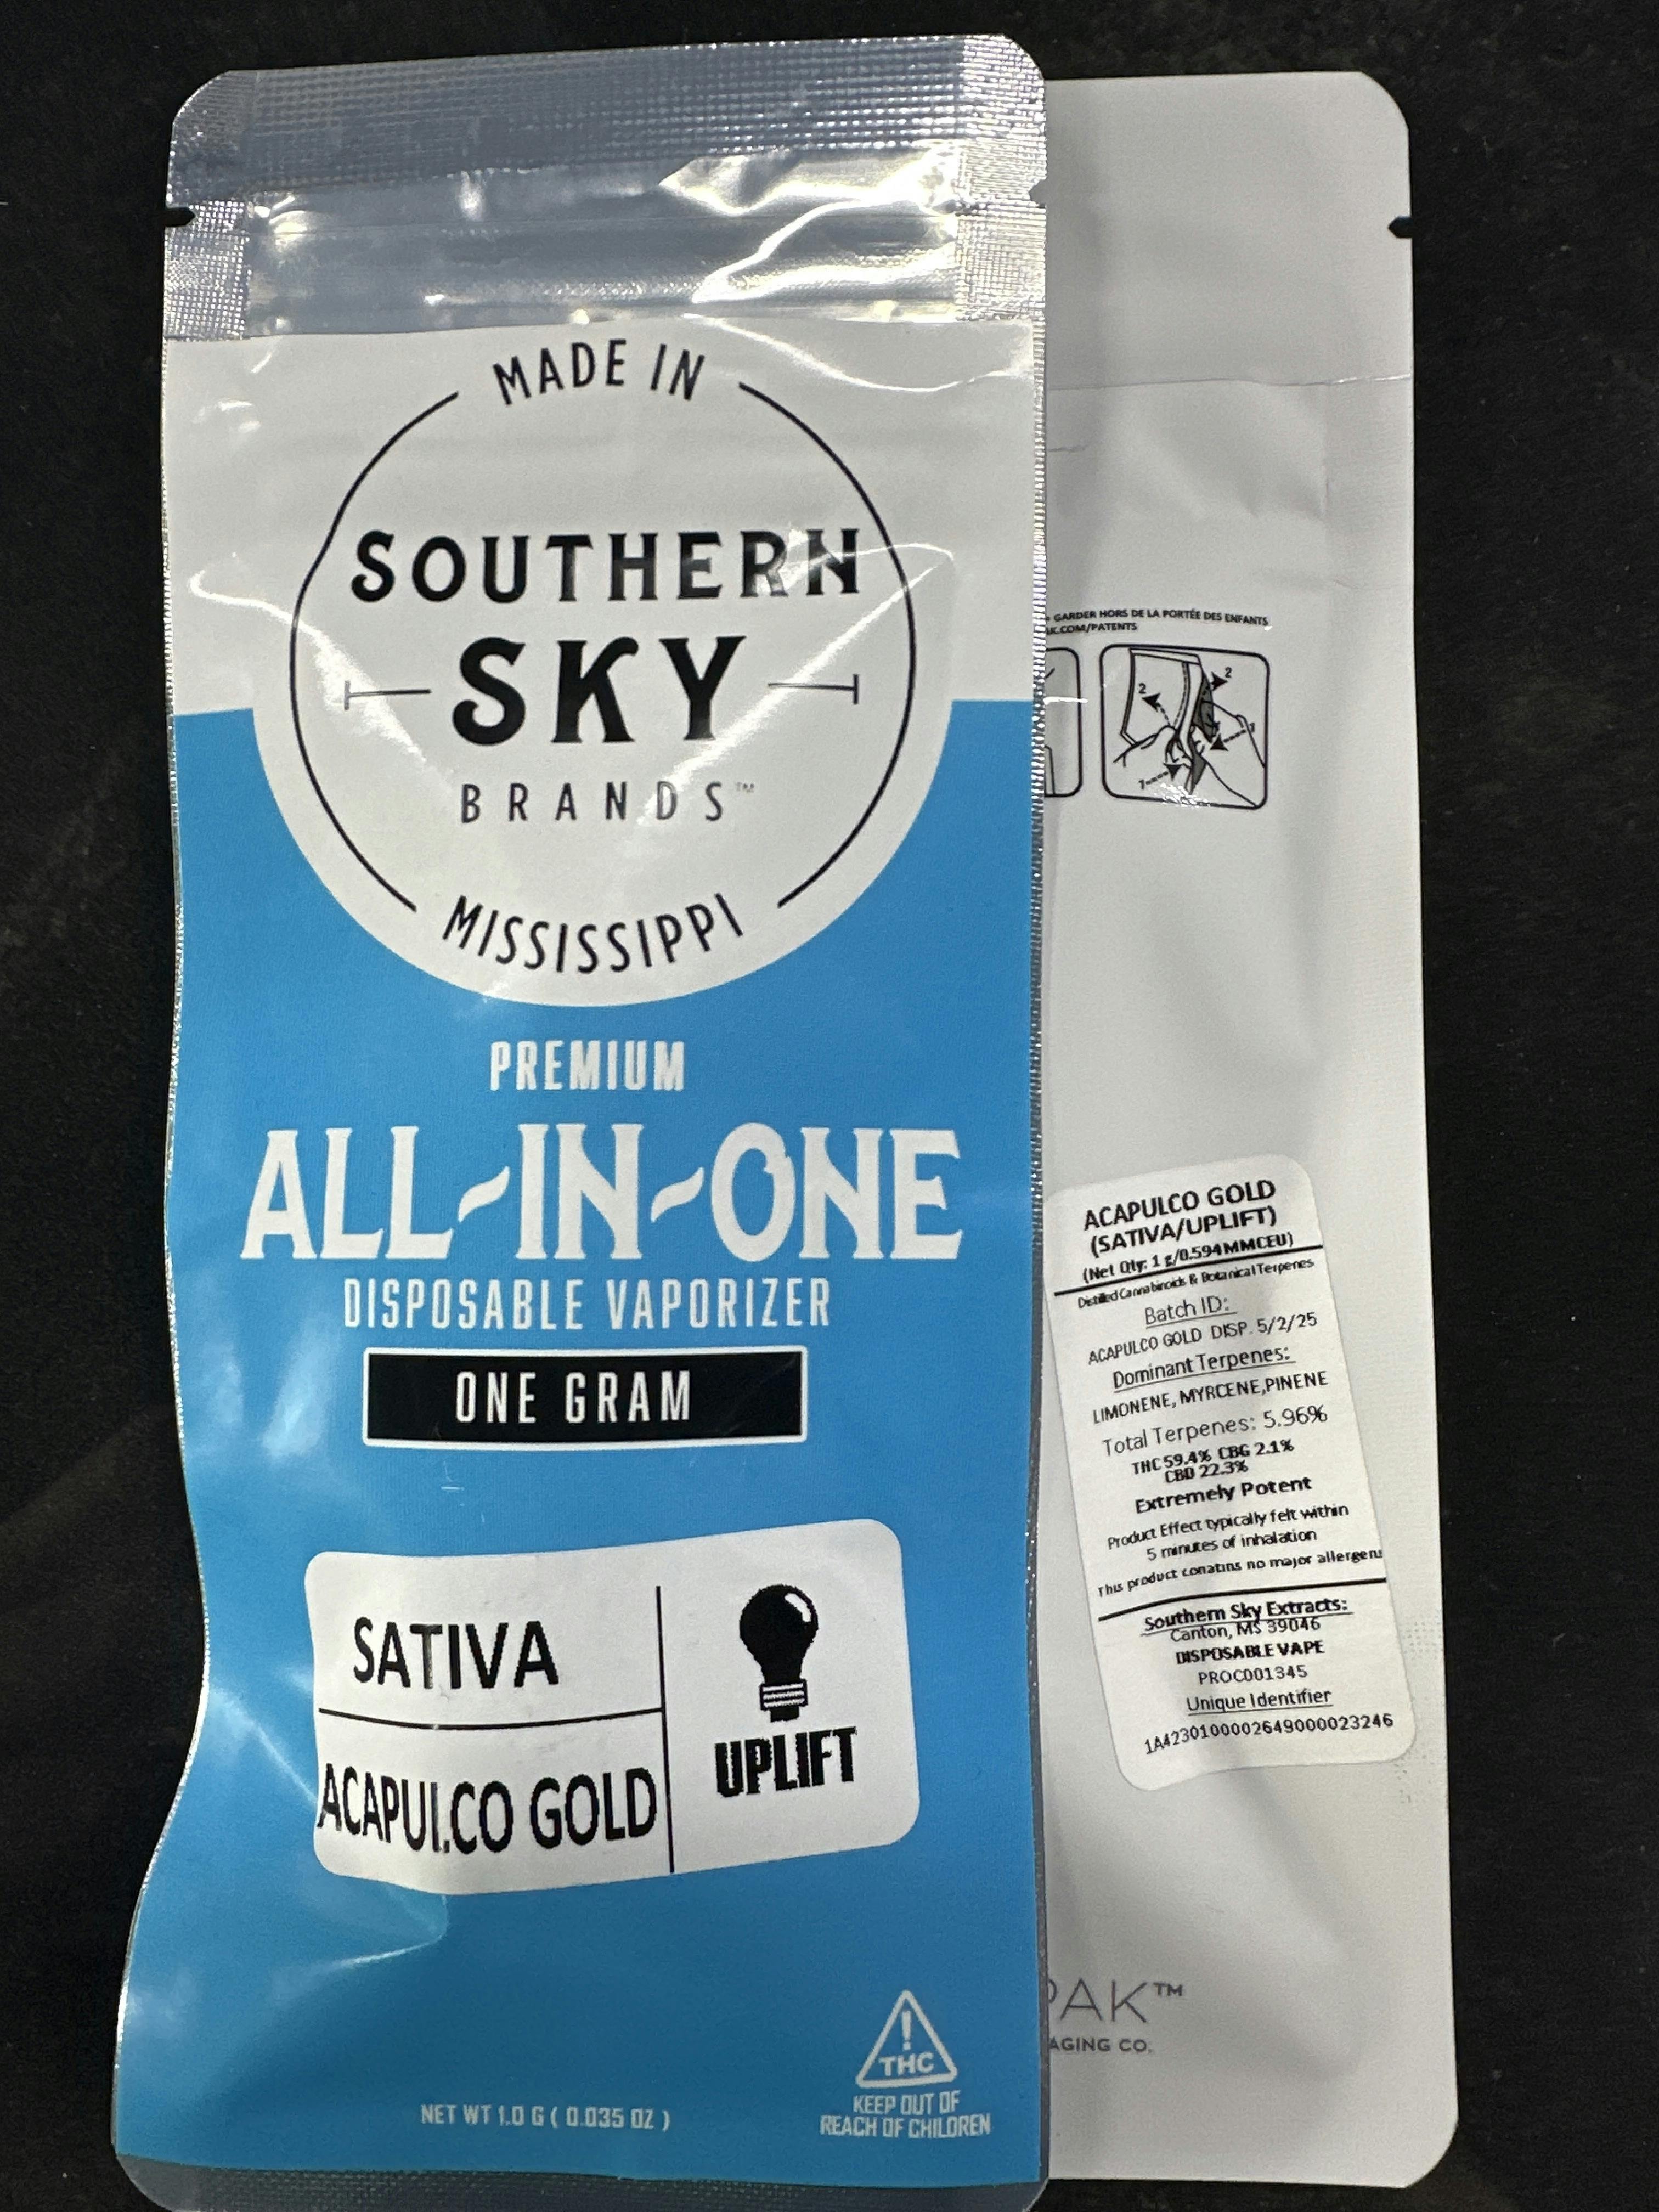 MADE IN
SOUTHERN
SKY
BRANDS™
MISSISSIPPI
PREMIUM
ALL-IN-ONE
DISPOSABLE VAPORIZER
ONE GRAM
SATIVA
ACAPULCO GOLD
UPLIFT
NET WT 1.0 G ( 0.035 OZ )
! THC
KEEP OUT OF
REACH OF CHILDREN
GARDER HORS DE LA PORTÉE DES ENFANTS
.COM/PATENTS
2 2
1 1
ACAPULCO GOLD
(SATIVA/UPLIFT)
(Net Qty: 1 g/0.594 MMCEU)
Distilled Cannabinoids & Botanical Terpenes
Batch ID:
ACAPULCO GOLD DISP. 5/2/25
Dominant Terpenes:
LIMONENE, MYRCENE,PINENE
Total Terpenes: 5.96%
THC 59.4% CBG 2.1%
CBD 22.3%
Extremely Potent
Product Effect typically felt within
5 minutes of inhalation
This product conatins no major allergens
Southern Sky Extracts:
Canton, MS 39046
DISPOSABLE VAPE
PROC001345
Unique Identifier
1A4230100002649000023246
PAK™
AGING CO.